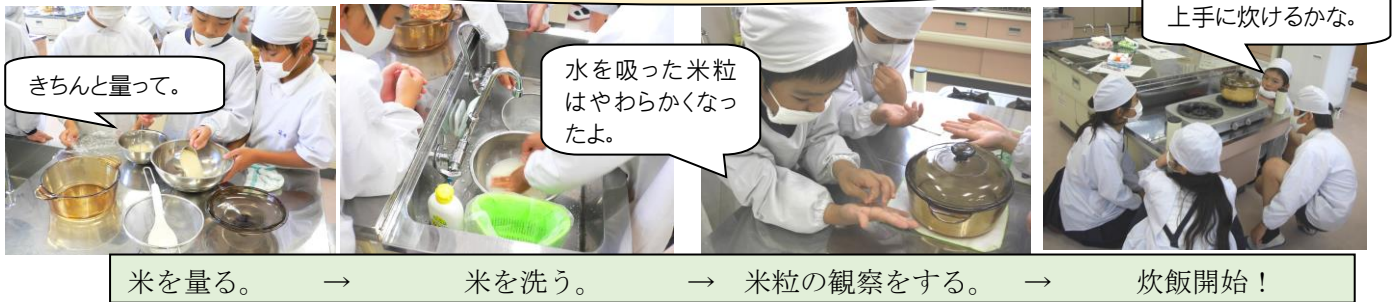 きちんと量って。
水を吸った米粒
はやわらかくなっ
たよ。
上手に炊けるかな。
米を量る。 → 米を洗う。 → 米粒の観察をする。 → 炊飯開始！